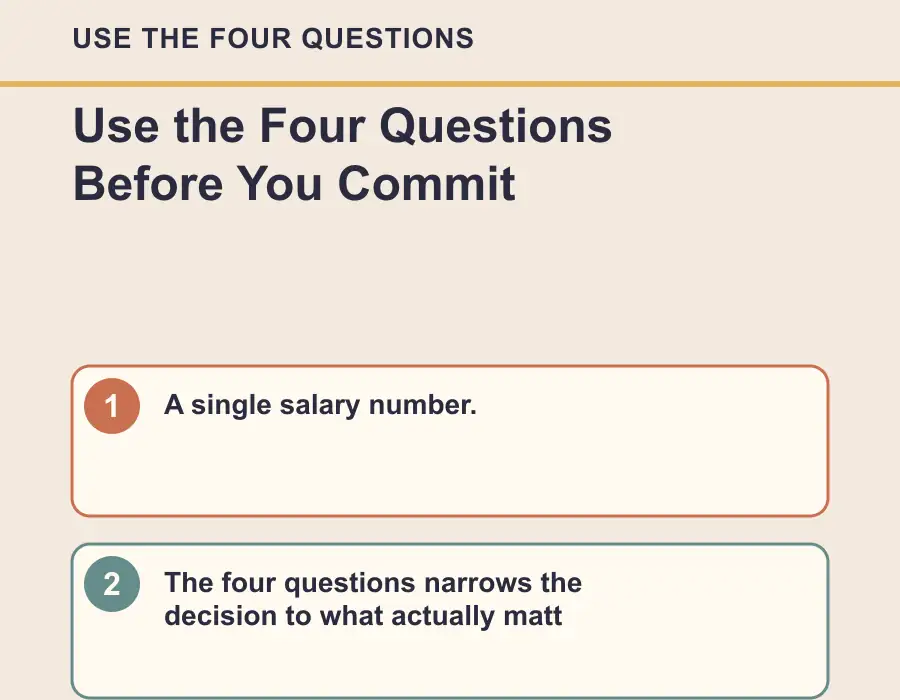 USE THE FOUR QUESTIONS
Use the Four Questions
Before You Commit
1
A single salary number.
2
The four questions narrows the
decision to what actually matt